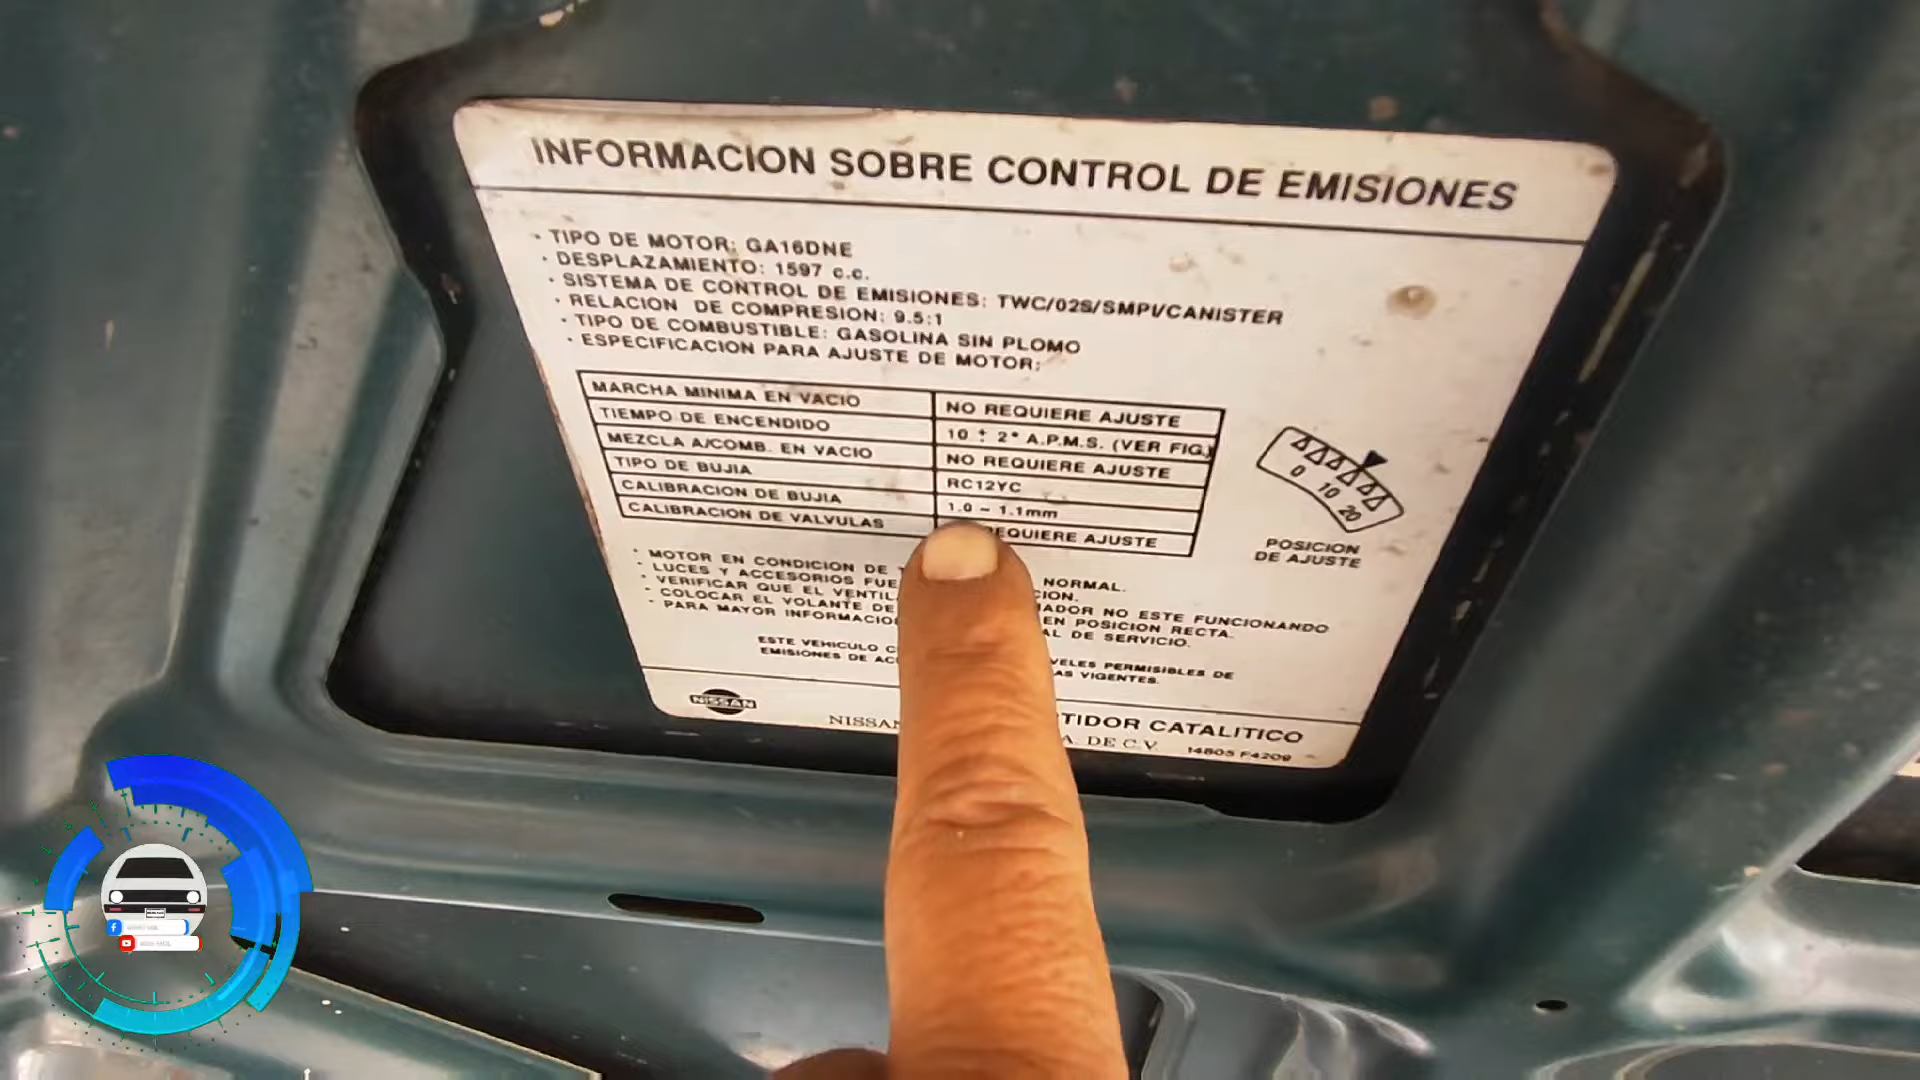 INFORMACION SOBRE CONTROL DE EMISIONES
· TIPO DE MOTOR: GA16DNE
· DESPLAZAMIENTO: 1597 c.c.
· SISTEMA DE CONTROL DE EMISIONES: TWC/02S/SMPI/CANISTER
· RELACION DE COMPRESION: 9.5:1
· TIPO DE COMBUSTIBLE: GASOLINA SIN PLOMO
· ESPECIFICACION PARA AJUSTE DE MOTOR:
MARCHA MINIMA EN VACIO NO REQUIERE AJUSTE
TIEMPO DE ENCENDIDO 10 ± 2° A.P.M.S. (VER FIG.)
MEZCLA A/COMB. EN VACIO NO REQUIERE AJUSTE
TIPO DE BUJIA RC12YC
CALIBRACION DE BUJIA 1.0 – 1.1mm
CALIBRACION DE VALVULAS REQUIERE AJUSTE
0 10 20
POSICION
DE AJUSTE
· MOTOR EN CONDICION DE NORMAL.
· LUCES Y ACCESORIOS
· VERIFICAR QUE EL NO ESTE FUNCIONANDO
· COLOCAR EL VOLANTE DE EN POSICION RECTA.
· PARA MAYOR DE SERVICIO.
ESTE VEHICULO PERMISIBLES DE
EMISIONES DE VIGENTES.
NISSAN
CATALITICO
NISSAN DE C.V. 14805 F4209